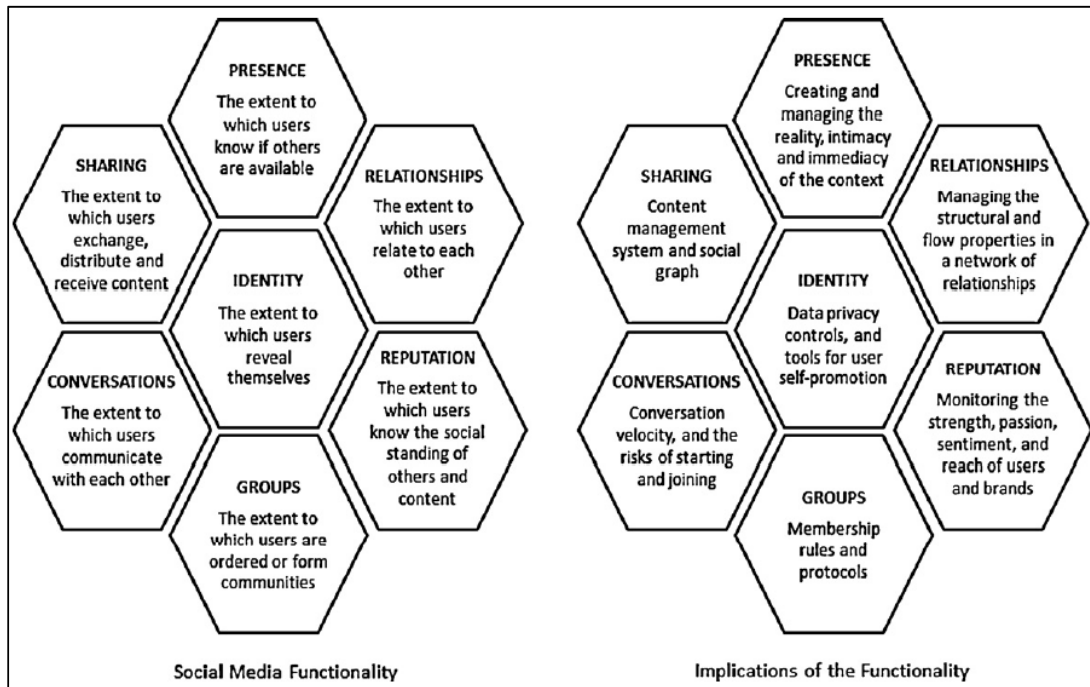 PRESENCE
The extent to
which users
know if others
are available
SHARING
The extent to
which users
exchange,
distribute and
receive content
RELATIONSHIPS
The extent to
which users
relate to each
other
IDENTITY
The extent to
which users
reveal
themselves
CONVERSATIONS
The extent to
which users
communicate
with each other
REPUTATION
The extent to
which users
know the social
standing of
others and
content
GROUPS
The extent to
which users are
ordered or form
communities
Social Media Functionality
PRESENCE
Creating and
managing the
reality, intimacy
and immediacy
of the context
SHARING
Content
management
system and social
graph
RELATIONSHIPS
Managing the
structural and
flow properties in
a network of
relationships
IDENTITY
Data privacy
controls, and
tools for user
self-promotion
CONVERSATIONS
Conversation
velocity, and the
risks of starting
and joining
REPUTATION
Monitoring the
strength, passion,
sentiment, and
reach of users
and brands
GROUPS
Membership
rules and
protocols
Implications of the Functionality